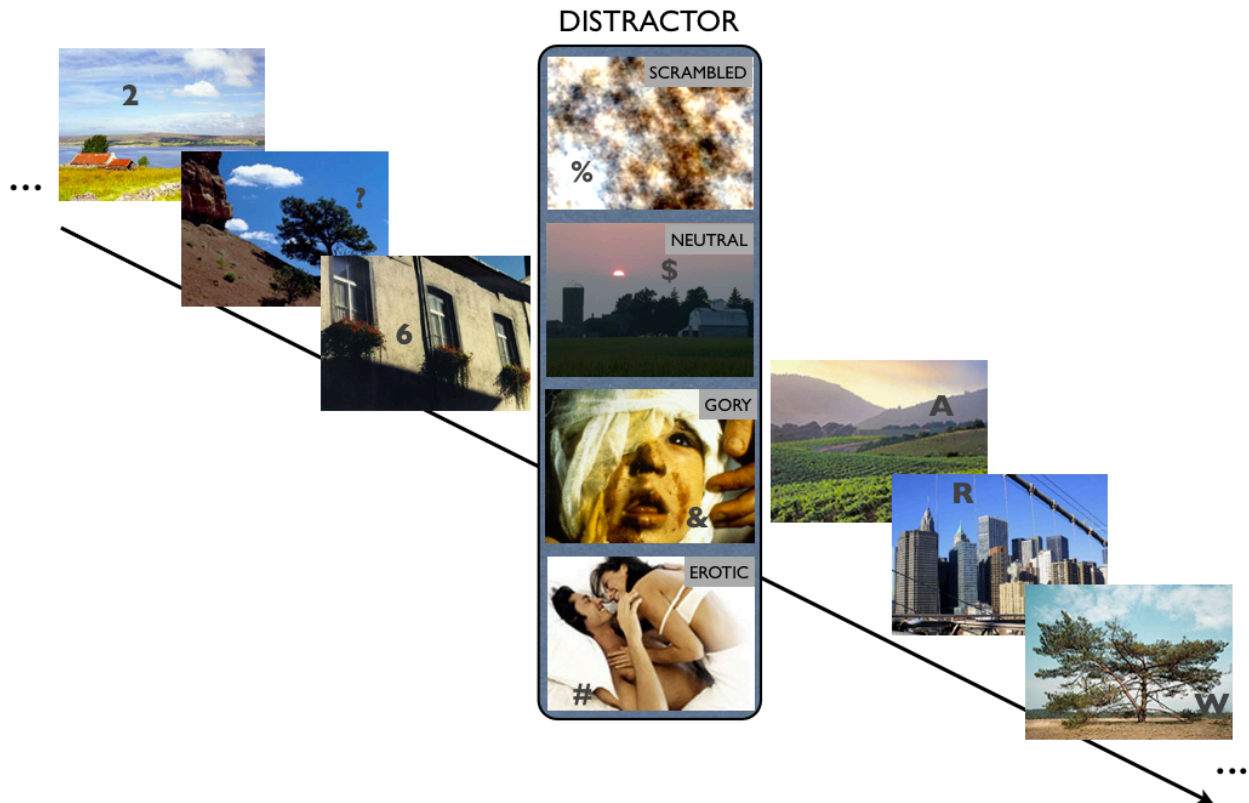 DISTRACTOR
2
?
6
...
SCRAMBLED
%
NEUTRAL
$
GORY
&
EROTIC
#
A
R
W
...